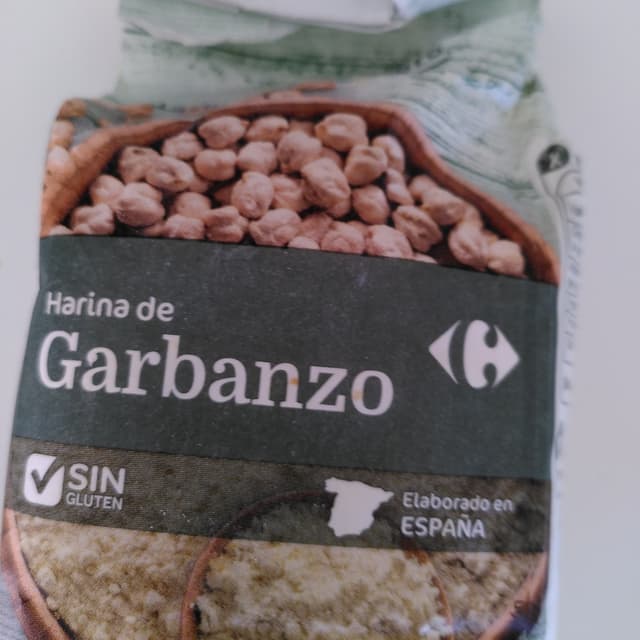 Harina de
Garbanzo
SIN
GLUTEN
Elaborado en
ESPAÑA